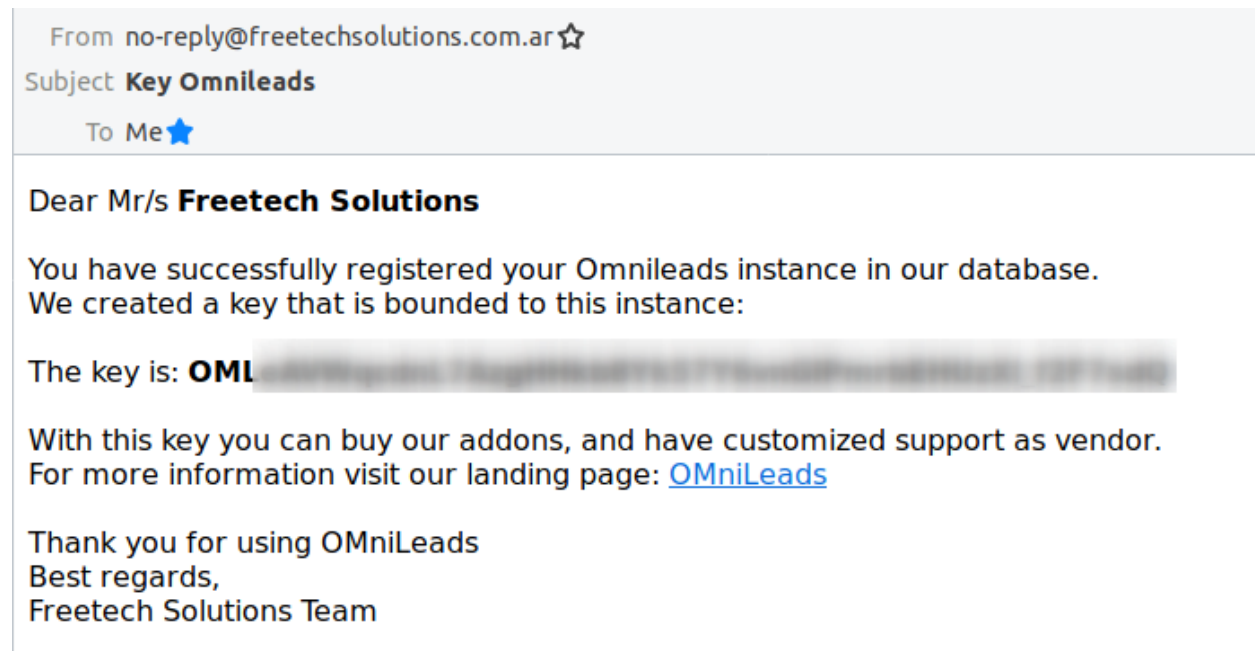 From no-reply@freetechsolutions.com.ar
Subject Key Omnileads
To Me
Dear Mr/s Freetech Solutions
You have successfully registered your Omnileads instance in our database.
We created a key that is bounded to this instance:
The key is: OML
With this key you can buy our addons, and have customized support as vendor.
For more information visit our landing page: OMniLeads
Thank you for using OMniLeads
Best regards,
Freetech Solutions Team